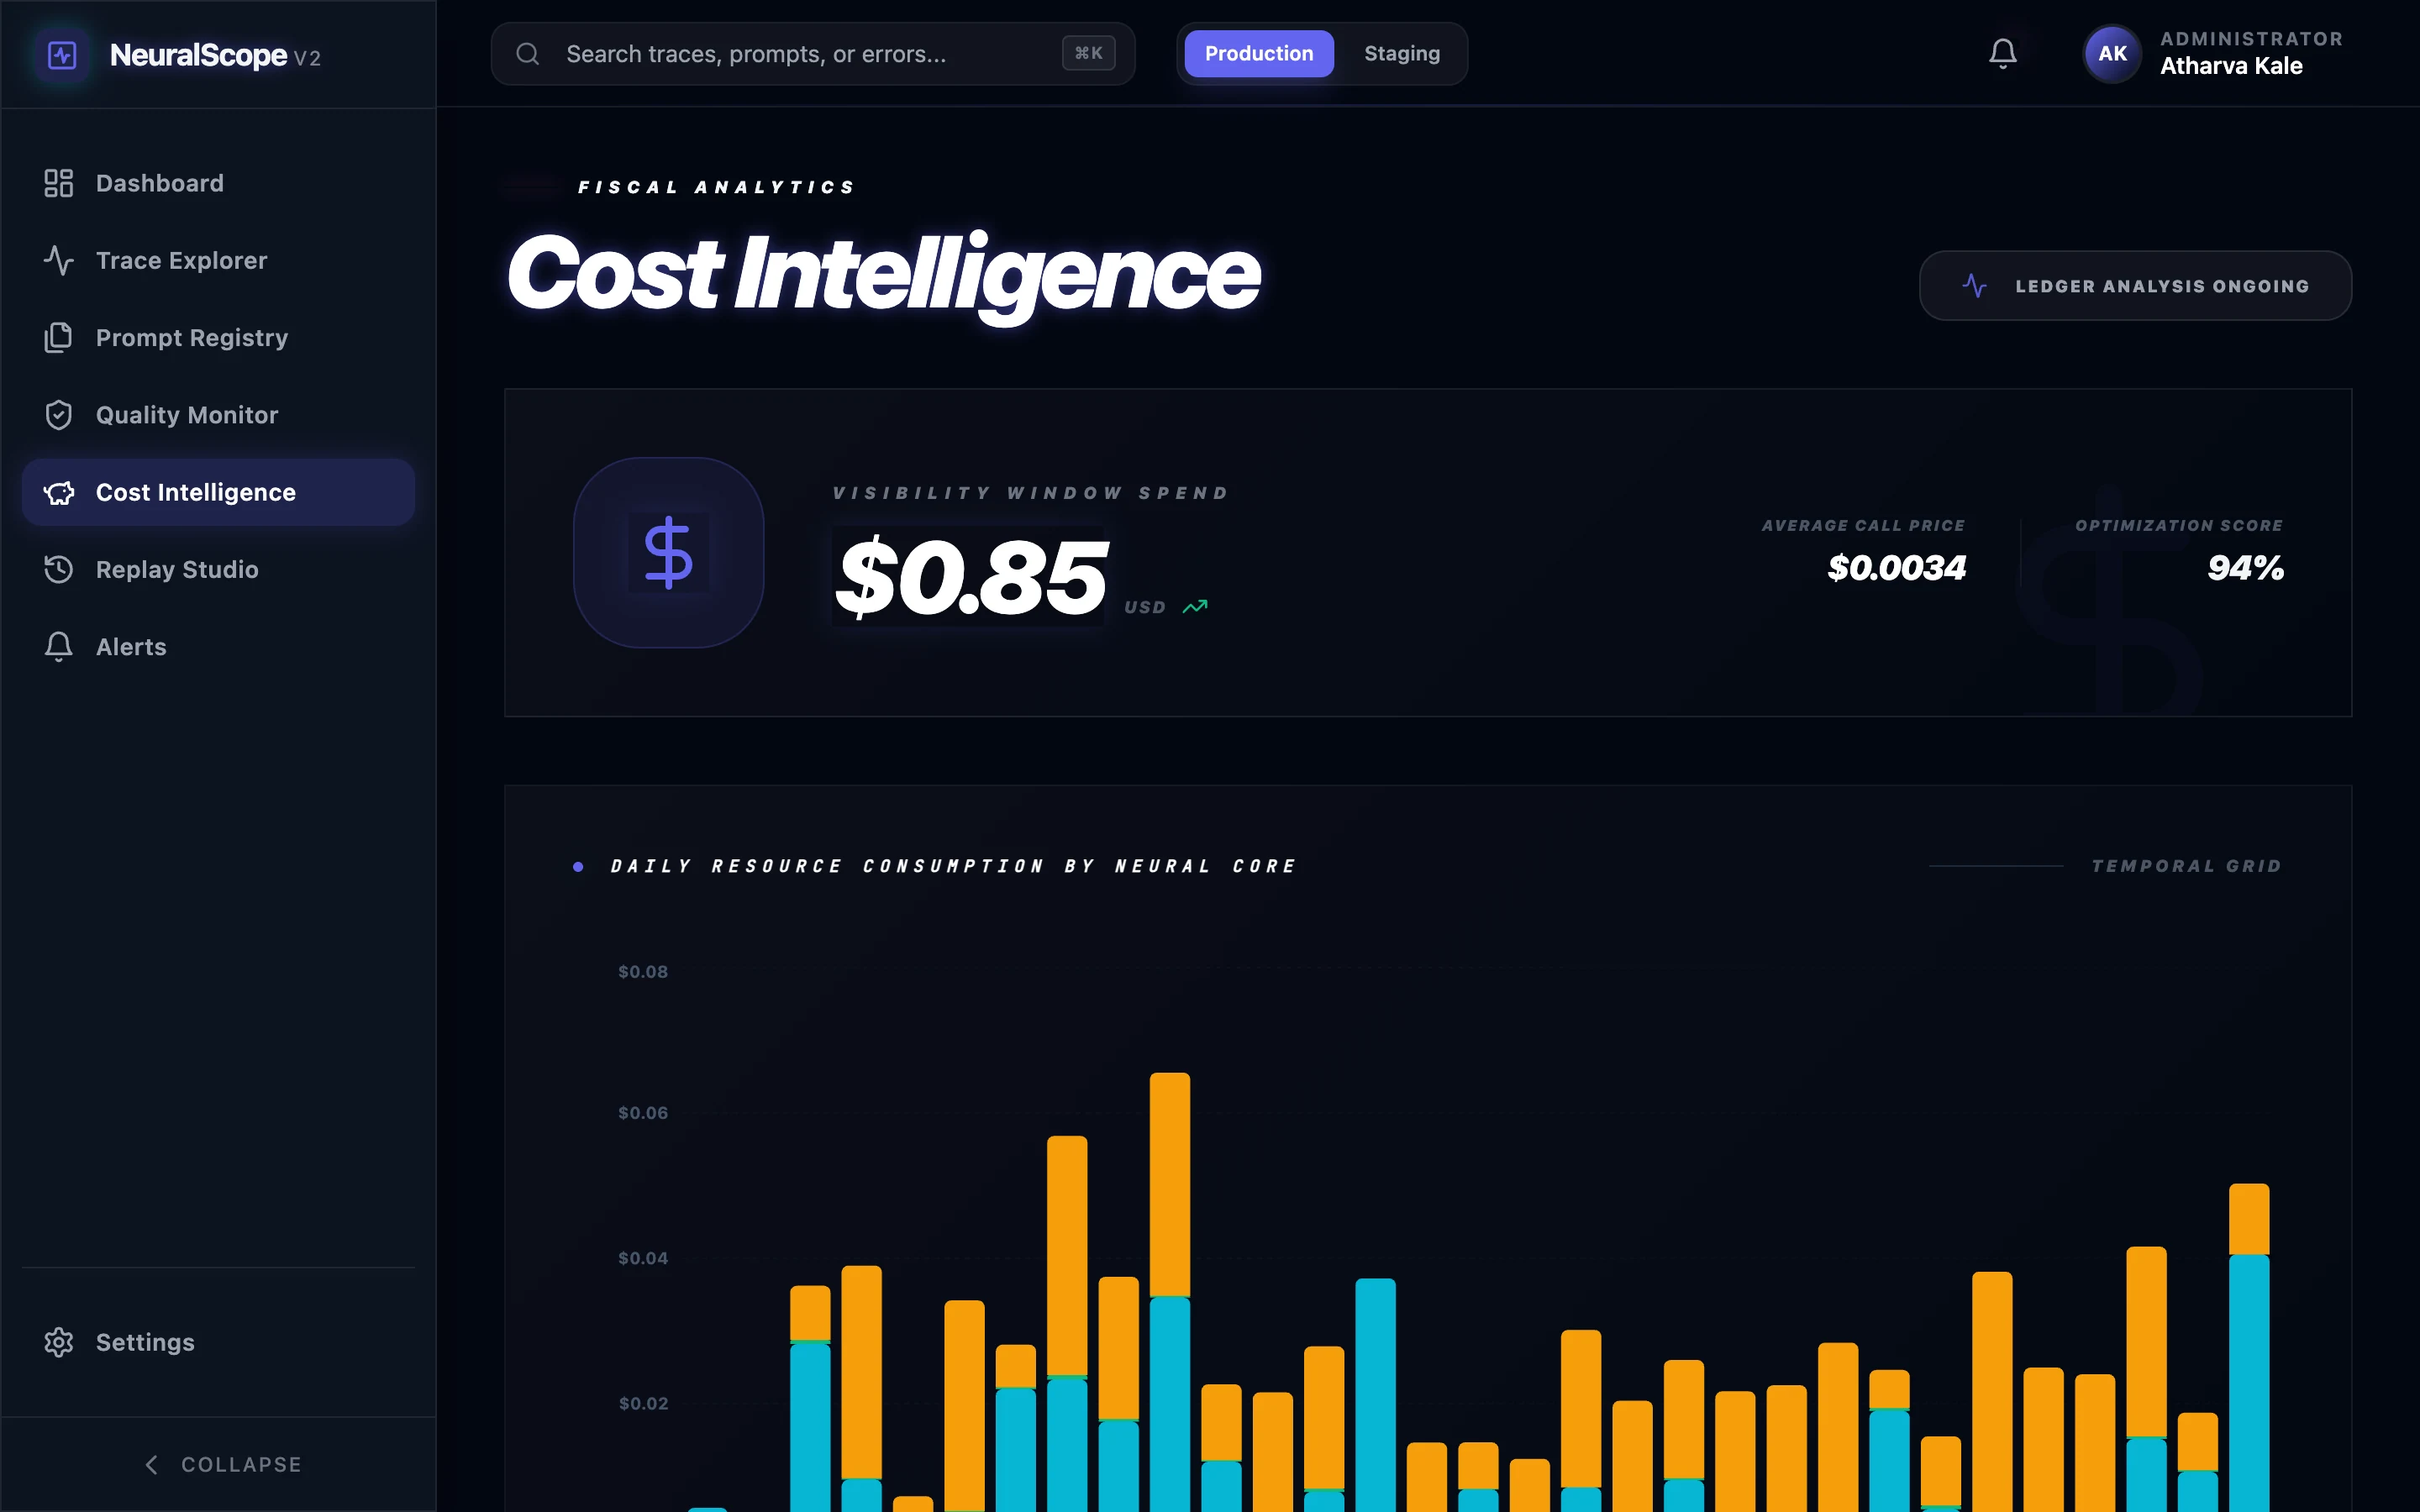 NeuralScope V2
Search traces, prompts, or errors...
⌘K
Production
Staging
AK
ADMINISTRATOR
Atharva Kale
Dashboard
Trace Explorer
Prompt Registry
Quality Monitor
Cost Intelligence
Replay Studio
Alerts
Settings
COLLAPSE
FISCAL ANALYTICS
Cost Intelligence
LEDGER ANALYSIS ONGOING
VISIBILITY WINDOW SPEND
$0.85 USD
AVERAGE CALL PRICE
$0.0034
OPTIMIZATION SCORE
94%
DAILY RESOURCE CONSUMPTION BY NEURAL CORE
TEMPORAL GRID
$0.08
$0.06
$0.04
$0.02